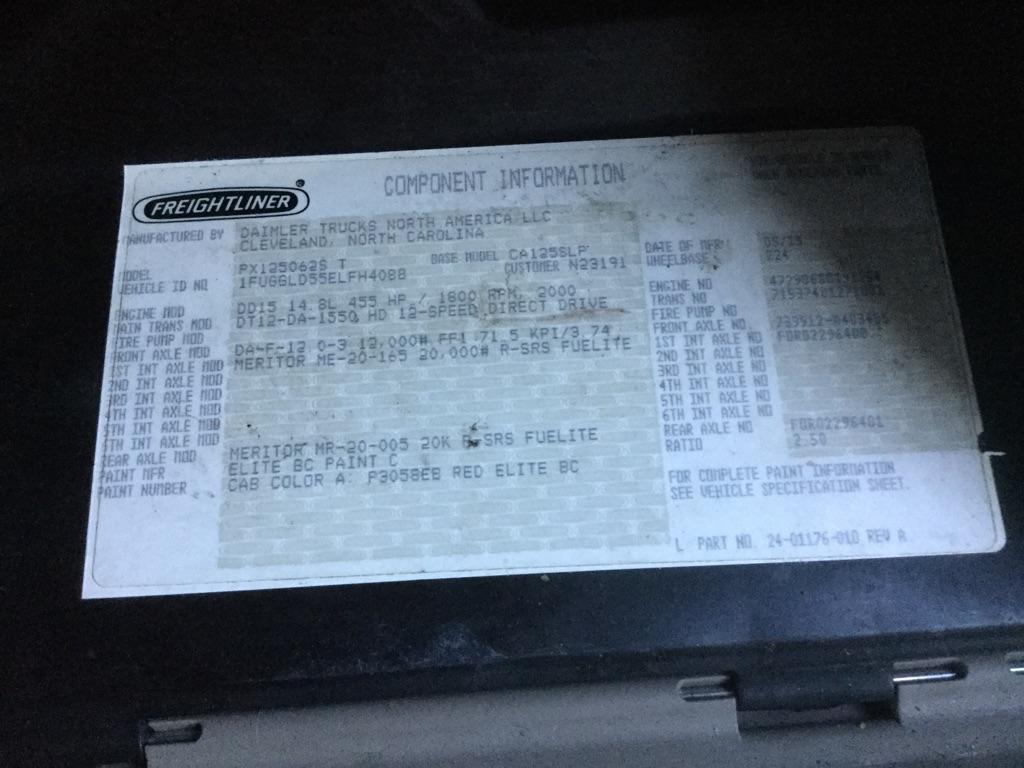 FREIGHTLINER
COMPONENT INFORMATION
MANUFACTURED BY DAIMLER TRUCKS NORTH AMERICA LLC
CLEVELAND, NORTH CAROLINA
MODEL PX125062S T BASE MODEL CA125SLP
VEHICLE ID NO 1FUGGLD55ELFH4088 CUSTOMER N23191
ENGINE MOD DD15 14.8L 455 HP / 1800 RPM, 2000
MAIN TRANS MOD DT12-DA-1550 HD 12-SPEED DIRECT DRIVE
FIRE PUMP MOD
FRONT AXLE MOD DA-F-12.0-3 12,000# FF1 71.5 KPI/3.74
1ST INT AXLE MOD MERITOR ME-20-165 20,000# R-SRS FUELITE
2ND INT AXLE MOD
3RD INT AXLE MOD
4TH INT AXLE MOD
5TH INT AXLE MOD
6TH INT AXLE MOD
REAR AXLE MOD MERITOR MR-20-005 20K R-SRS FUELITE
PAINT MFR ELITE BC PAINT C
PAINT NUMBER CAB COLOR A: F3058EB RED ELITE BC
DATE OF MFR 05/13
WHEELBASE 224
ENGINE NO
TRANS NO
FIRE PUMP NO
FRONT AXLE NO
1ST INT AXLE NO
2ND INT AXLE NO
3RD INT AXLE NO
4TH INT AXLE NO
5TH INT AXLE NO
6TH INT AXLE NO
REAR AXLE NO FOR02296401
RATIO 2.50
FOR COMPLETE PAINT INFORMATION
SEE VEHICLE SPECIFICATION SHEET.
L PART NO. 24-01176-010 REV A